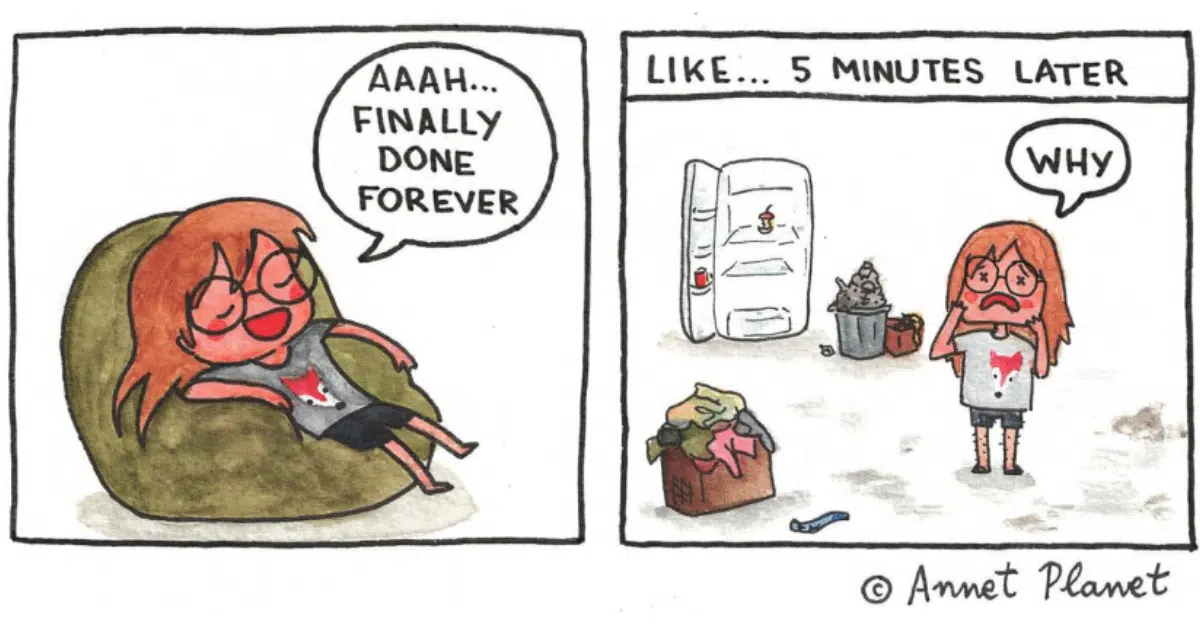 AAAH...
FINALLY
DONE
FOREVER
LIKE... 5 MINUTES LATER
WHY
© Annet Planet